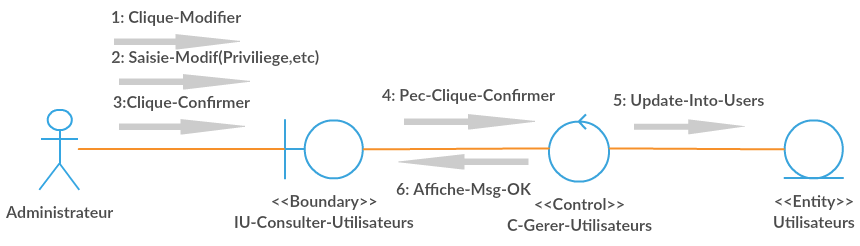 1: Clique-Modifier
2: Saisie-Modif(Priviliege,etc)
3:Clique-Confirmer
4: Pec-Clique-Confirmer
5: Update-Into-Users
6: Affiche-Msg-OK
Administrateur
<<Boundary>>
IU-Consulter-Utilisateurs
<<Control>>
C-Gerer-Utilisateurs
<<Entity>>
Utilisateurs